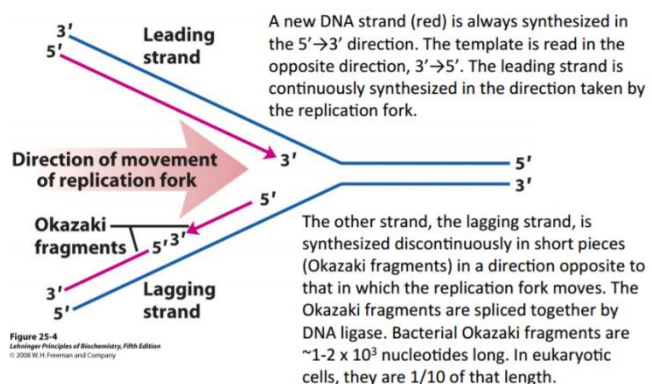 3'
5'
Leading
strand
A new DNA strand (red) is always synthesized in
the 5'→3' direction. The template is read in the
opposite direction, 3'→5'. The leading strand is
continuously synthesized in the direction taken by
the replication fork.
Direction of movement
of replication fork
3'
5'
3'
5'
Okazaki
fragments
5'
3'
3'
5'
Lagging
strand
The other strand, the lagging strand, is
synthesized discontinuously in short pieces
(Okazaki fragments) in a direction opposite to
that in which the replication fork moves. The
Okazaki fragments are spliced together by
DNA ligase. Bacterial Okazaki fragments are
~1-2 x 10³ nucleotides long. In eukaryotic
cells, they are 1/10 of that length.
Figure 25-4
Lehninger Principles of Biochemistry, Fifth Edition
© 2008 W. H. Freeman and Company